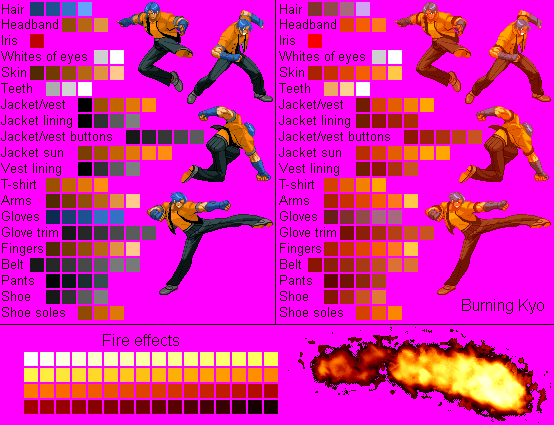 Hair
Headband
Iris
Whites of eyes
Skin
Teeth
Jacket/vest
Jacket lining
Jacket/vest buttons
Jacket sun
Vest lining
T-shirt
Arms
Gloves
Glove trim
Fingers
Belt
Pants
Shoe
Shoe soles
Hair
Headband
Iris
Whites of eyes
Skin
Teeth
Jacket/vest
Jacket lining
Jacket/vest buttons
Jacket sun
Vest lining
T-shirt
Arms
Gloves
Glove trim
Fingers
Belt
Pants
Shoe
Shoe soles
Burning Kyo
Fire effects